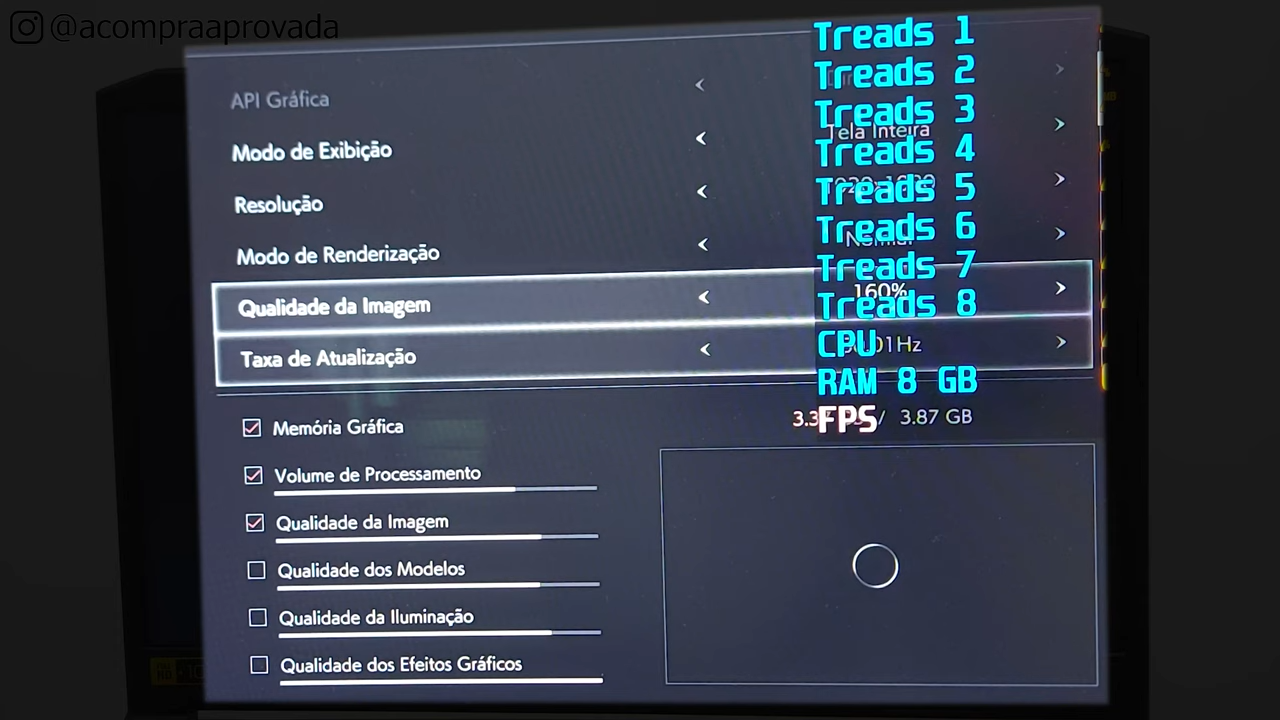 @acompraaprovada
Treads 1
Treads 2
API Gráfica
Treads 3
Modo de Exibição
Tela Inteira
Treads 4
Resolução
Treads 5
Modo de Renderização
Normal
Treads 6
Treads 7
Qualidade da Imagem
160%
Treads 8
Taxa de Atualização
CPU
RAM 8 GB
Memória Gráfica
FPS
/ 3.87 GB
Volume de Processamento
Qualidade da Imagem
Qualidade dos Modelos
Qualidade da Iluminação
Qualidade dos Efeitos Gráficos